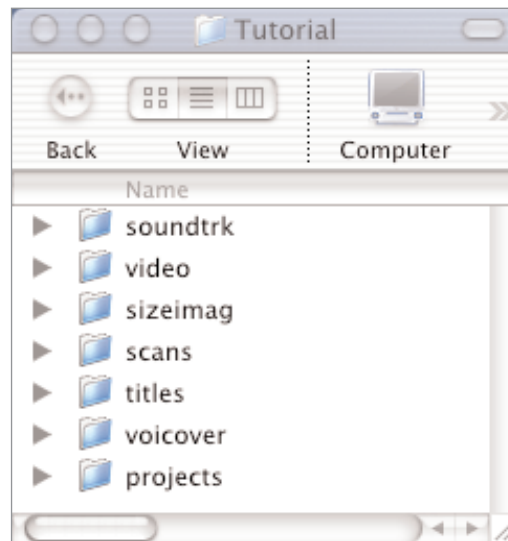 Tutorial
Back View Computer
Name
soundtrk
video
sizeimag
scans
titles
voicover
projects